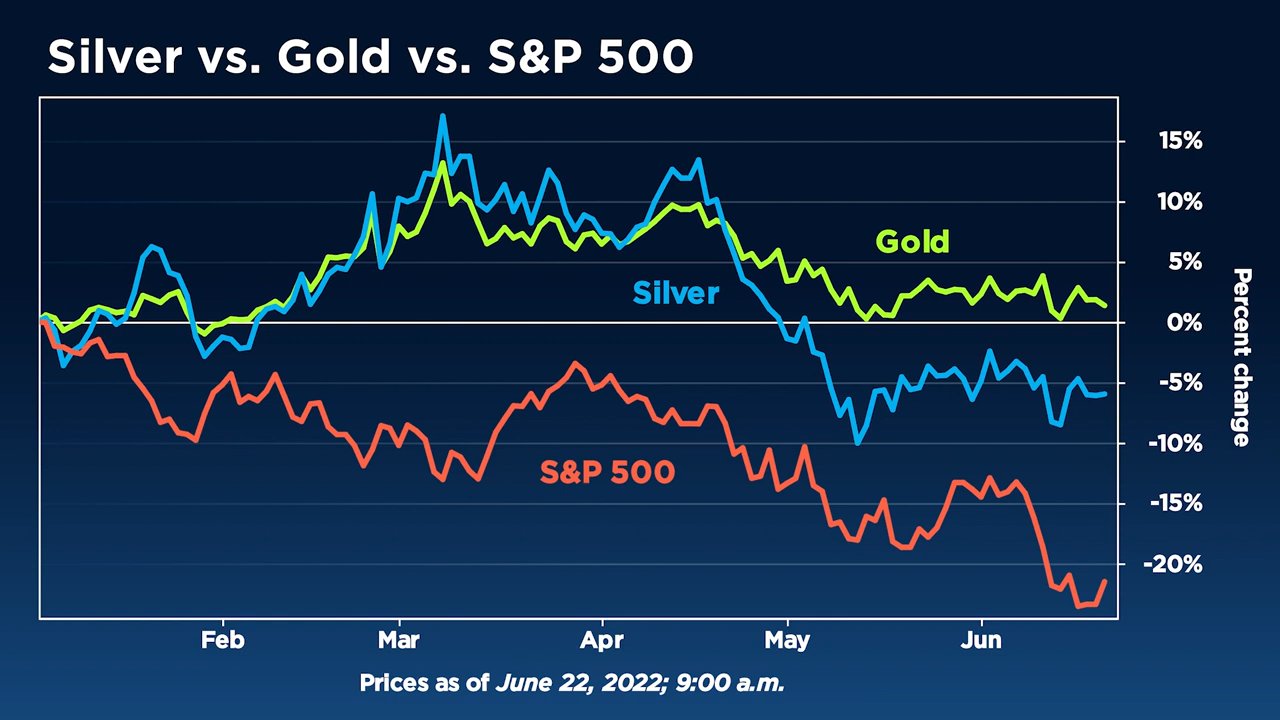 Silver vs. Gold vs. S&P 500
15%
10%
Gold
5%
Silver
0%
-5%
-10%
S&P 500
-15%
-20%
Percent change
Feb Mar Apr May Jun
Prices as of June 22, 2022; 9:00 a.m.